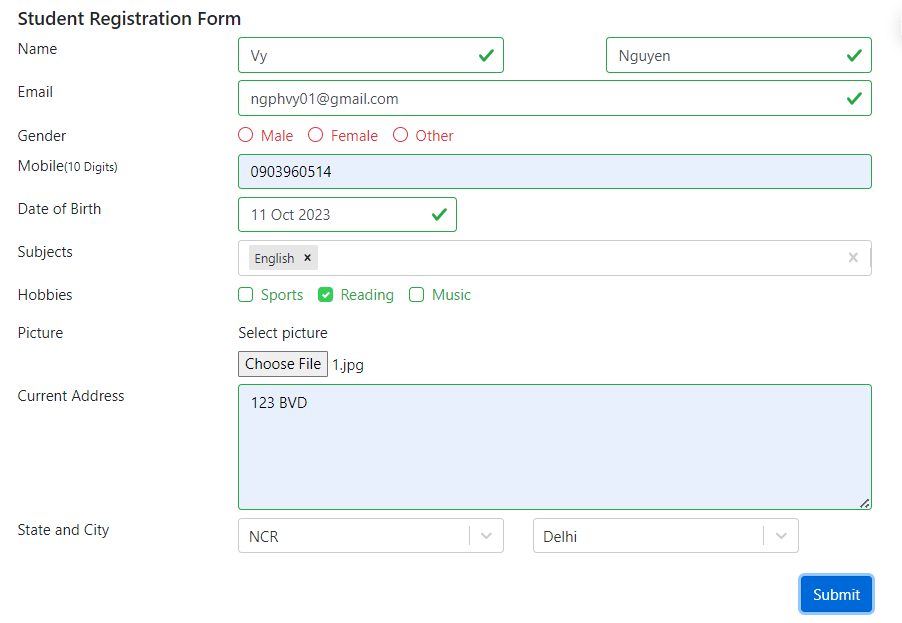 Student Registration Form
Name Vy Nguyen
Email ngphvy01@gmail.com
Gender Male Female Other
Mobile(10 Digits) 0903960514
Date of Birth 11 Oct 2023
Subjects English ×
Hobbies Sports Reading Music
Picture Select picture
Choose File 1.jpg
Current Address 123 BVD
State and City NCR Delhi
Submit